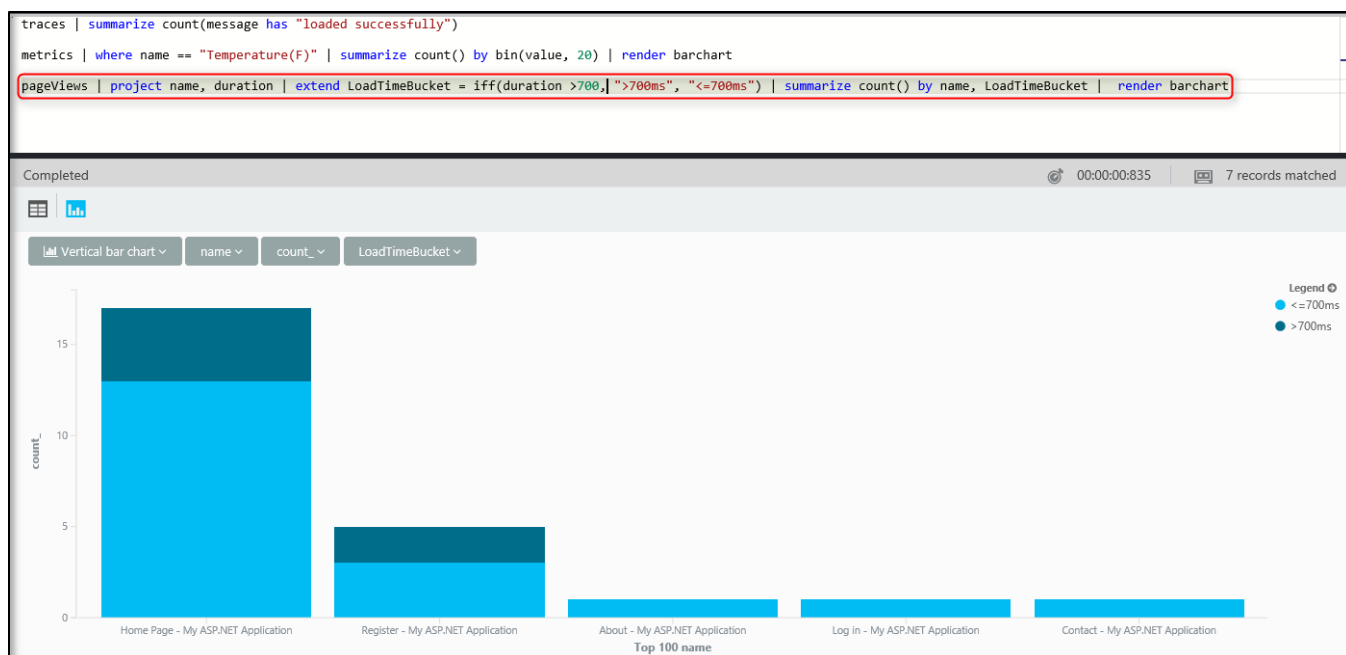 traces | summarize count(message has "loaded successfully")
metrics | where name == "Temperature(F)" | summarize count() by bin(value, 20) | render barchart
pageViews | project name, duration | extend LoadTimeBucket = iff(duration >700, ">700ms", "<=700ms") | summarize count() by name, LoadTimeBucket |  render barchart
Completed 00:00:00:835 7 records matched
Vertical bar chart name count_ LoadTimeBucket
Legend
<=700ms
>700ms
15
10
5
0
count_
Home Page - My ASP.NET Application Register - My ASP.NET Application About - My ASP.NET Application Log in - My ASP.NET Application Contact - My ASP.NET Application
Top 100 name